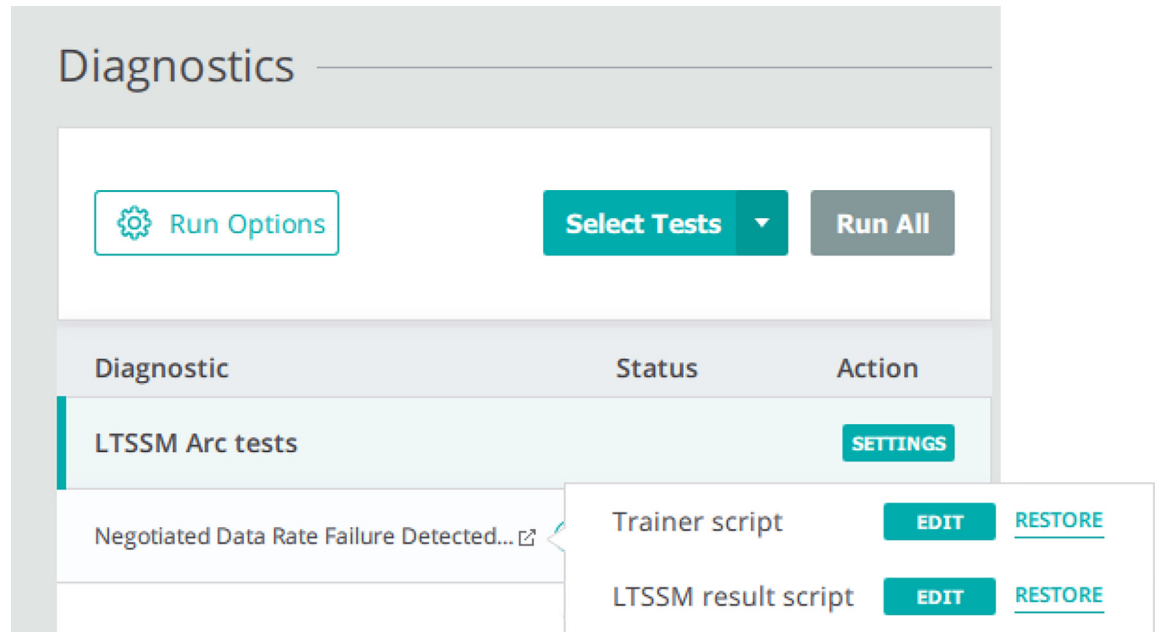 Diagnostics
Run Options Select Tests Run All
Diagnostic Status Action
LTSSM Arc tests SETTINGS
Negotiated Data Rate Failure Detected...
Trainer script EDIT RESTORE
LTSSM result script EDIT RESTORE